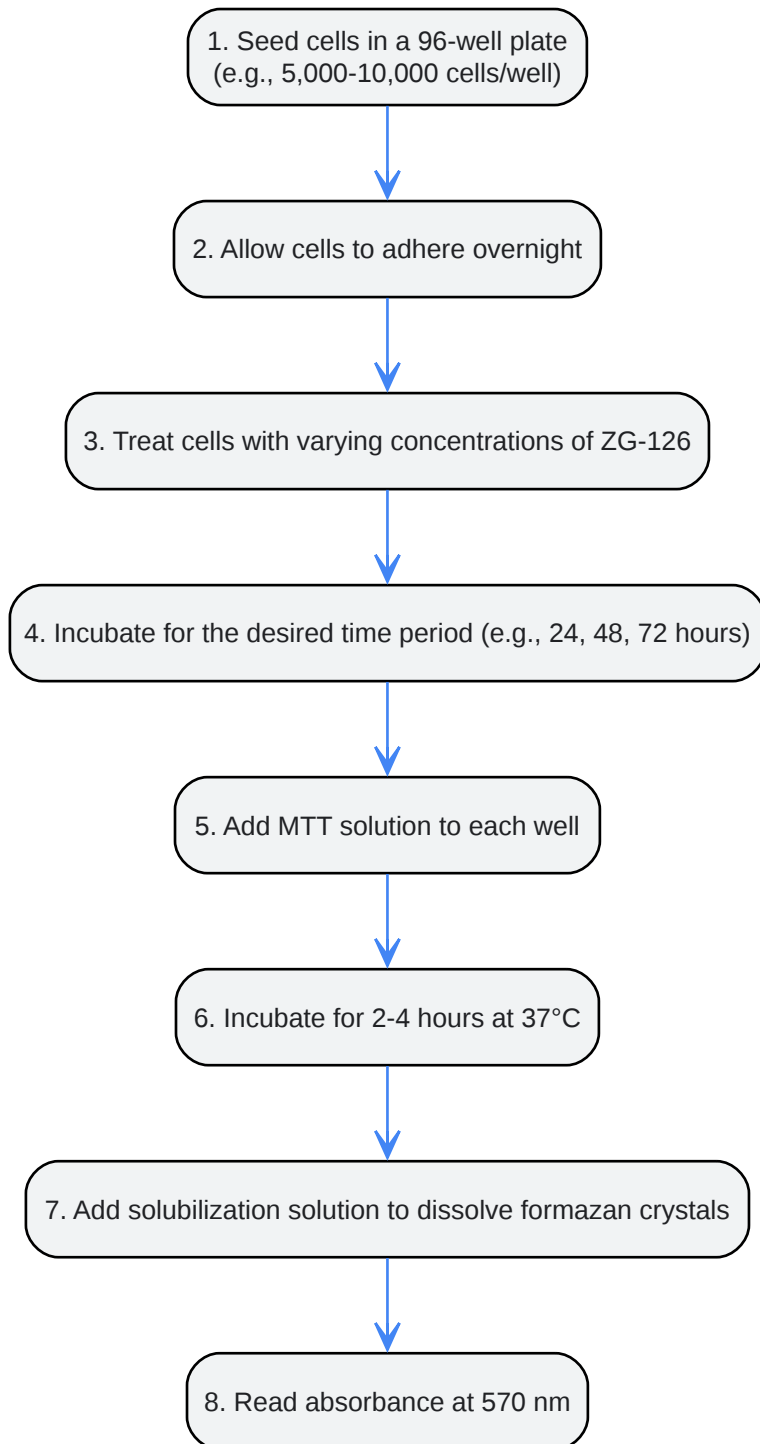 1. Seed cells in a 96-well plate
(e.g., 5,000-10,000 cells/well)
2. Allow cells to adhere overnight
3. Treat cells with varying concentrations of ZG-126
4. Incubate for the desired time period (e.g., 24, 48, 72 hours)
5. Add MTT solution to each well
6. Incubate for 2-4 hours at 37°C
7. Add solubilization solution to dissolve formazan crystals
8. Read absorbance at 570 nm